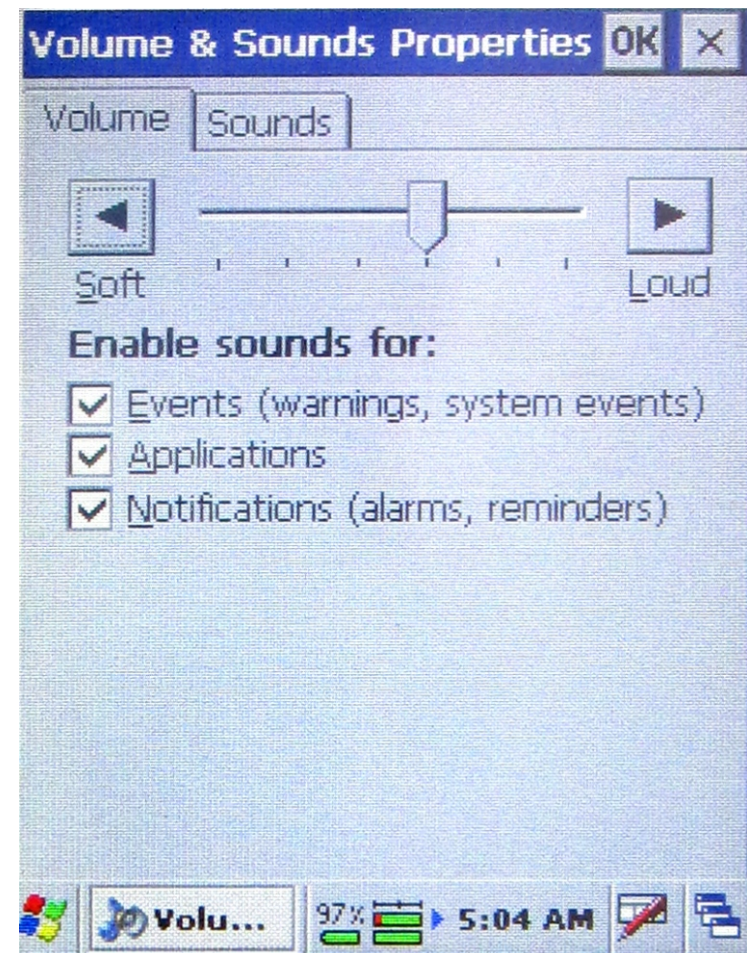 Volume & Sounds Properties OK ×
Volume Sounds
Soft Loud
Enable sounds for:
Events (warnings, system events)
Applications
Notifications (alarms, reminders)
Volu... 97% 5:04 AM